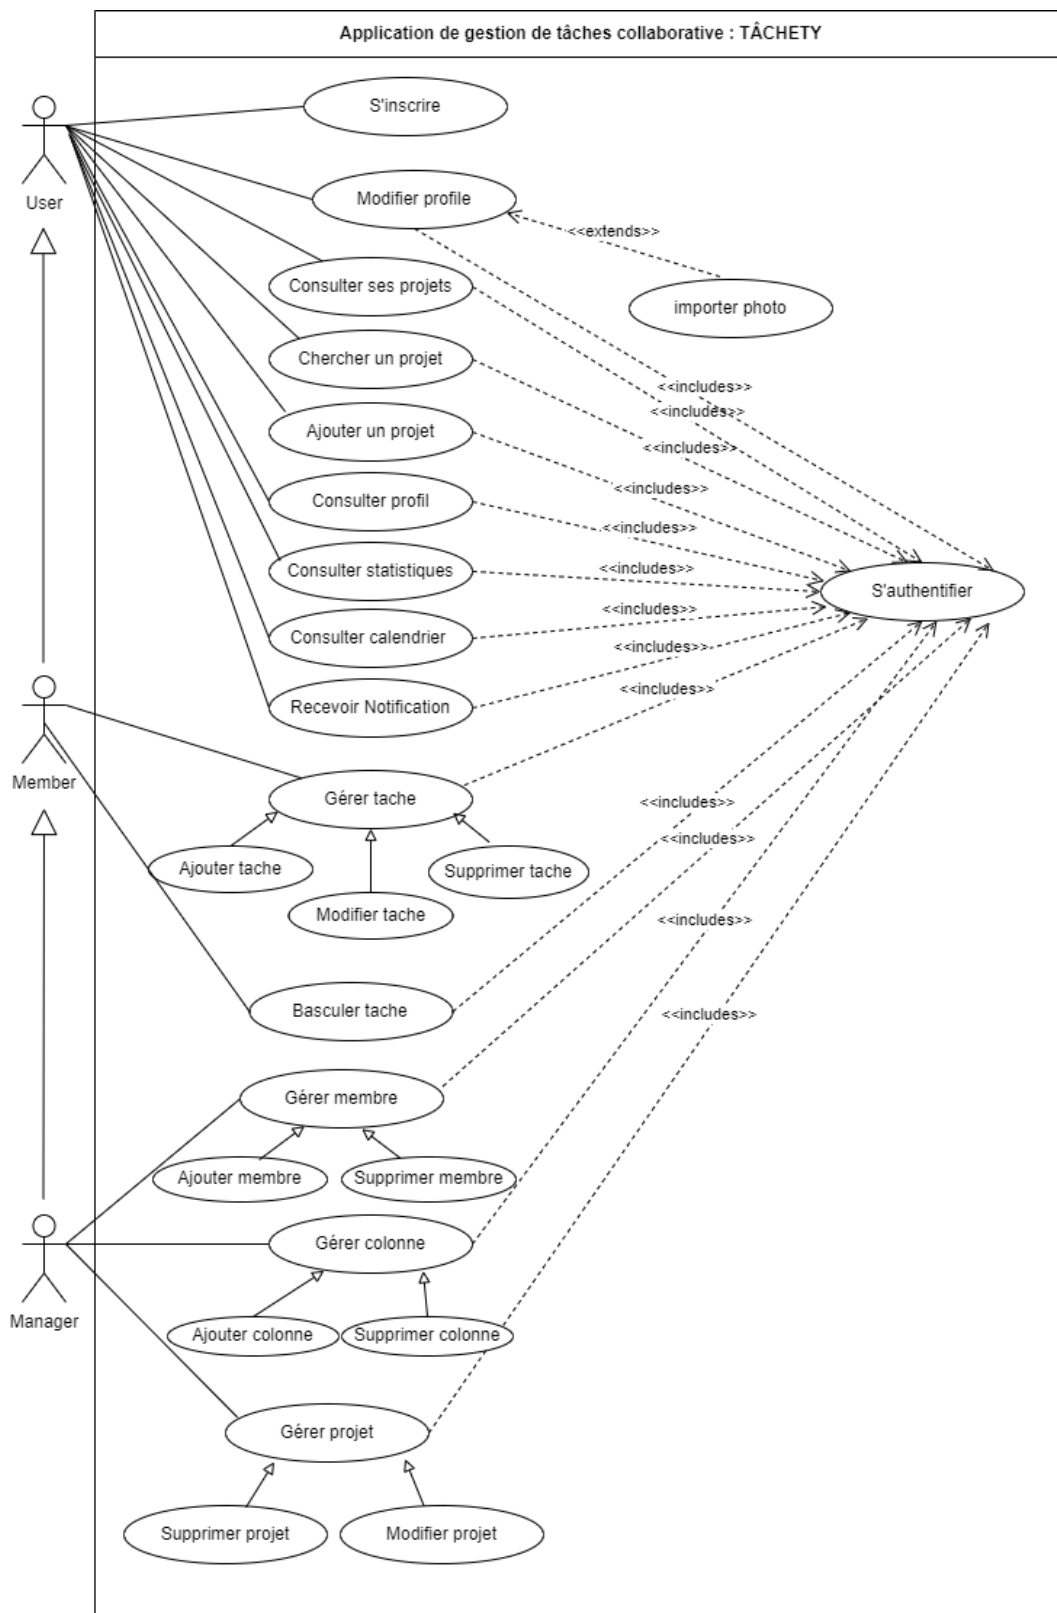 Application de gestion de tâches collaborative : TÂCHETY
S'inscrire
User
Modifier profile
<<extends>>
Consulter ses projets
importer photo
Chercher un projet
<<includes>>
<<includes>>
Ajouter un projet
<<includes>>
<<includes>>
Consulter profil
<<includes>>
Consulter statistiques
<<includes>>
S'authentifier
Consulter calendrier
<<includes>>
<<includes>>
Recevoir Notification
<<includes>>
Member
Gérer tache
<<includes>>
<<includes>>
Ajouter tache
Supprimer tache
Modifier tache
<<includes>>
Basculer tache
<<includes>>
Gérer membre
Ajouter membre
Supprimer membre
Gérer colonne
Manager
Ajouter colonne
Supprimer colonne
Gérer projet
Supprimer projet
Modifier projet